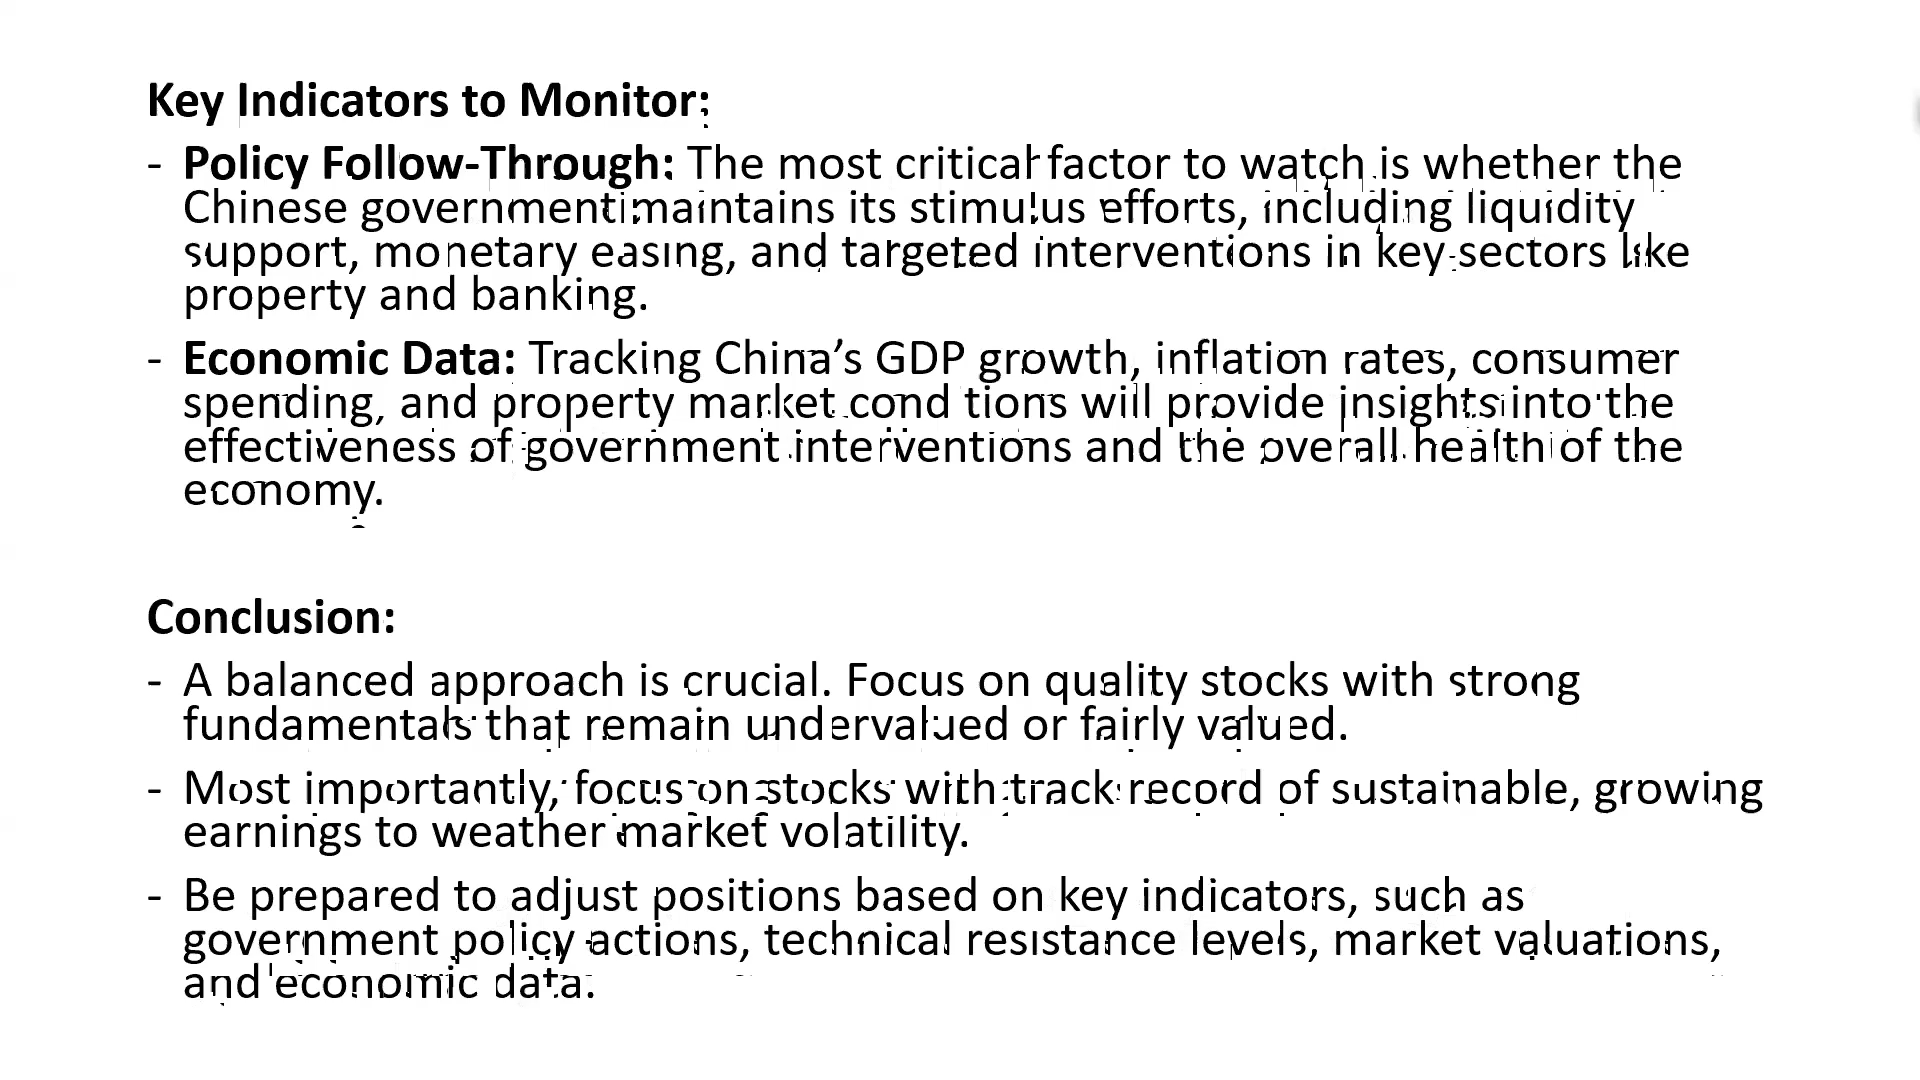 Key Indicators to Monitor:
- Policy Follow-Through: The most critical factor to watch is whether the
Chinese government maintains its stimulus efforts, including liquidity
support, monetary easing, and targeted interventions in key sectors like
property and banking.
- Economic Data: Tracking China’s GDP growth, inflation rates, consumer
spending, and property market conditions will provide insights into the
effectiveness of government interventions and the overall health of the
economy.
Conclusion:
- A balanced approach is crucial. Focus on quality stocks with strong
fundamentals that remain undervalued or fairly valued.
- Most importantly, focus on stocks with track record of sustainable, growing
earnings to weather market volatility.
- Be prepared to adjust positions based on key indicators, such as
government policy actions, technical resistance levels, market valuations,
and economic data.